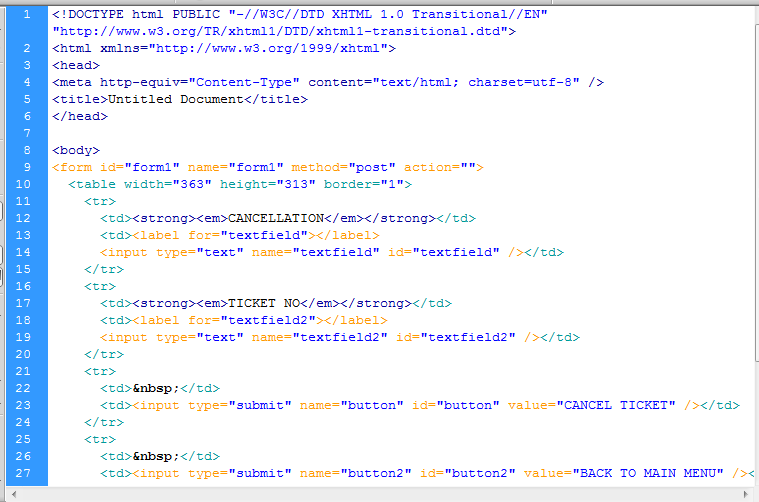 1 <!DOCTYPE html PUBLIC "-//W3C//DTD XHTML 1.0 Transitional//EN"
"http://www.w3.org/TR/xhtml1/DTD/xhtml1-transitional.dtd">
2 <html xmlns="http://www.w3.org/1999/xhtml">
3 <head>
4 <meta http-equiv="Content-Type" content="text/html; charset=utf-8" />
5 <title>Untitled Document</title>
6 </head>
7
8 <body>
9 <form id="form1" name="form1" method="post" action="">
10   <table width="363" height="313" border="1">
11     <tr>
12       <td><strong><em>CANCELLATION</em></strong></td>
13       <td><label for="textfield"></label>
14       <input type="text" name="textfield" id="textfield" /></td>
15     </tr>
16     <tr>
17       <td><strong><em>TICKET NO</em></strong></td>
18       <td><label for="textfield2"></label>
19       <input type="text" name="textfield2" id="textfield2" /></td>
20     </tr>
21     <tr>
22       <td>&nbsp;</td>
23       <td><input type="submit" name="button" id="button" value="CANCEL TICKET" /></td>
24     </tr>
25     <tr>
26       <td>&nbsp;</td>
27       <td><input type="submit" name="button2" id="button2" value="BACK TO MAIN MENU" /><